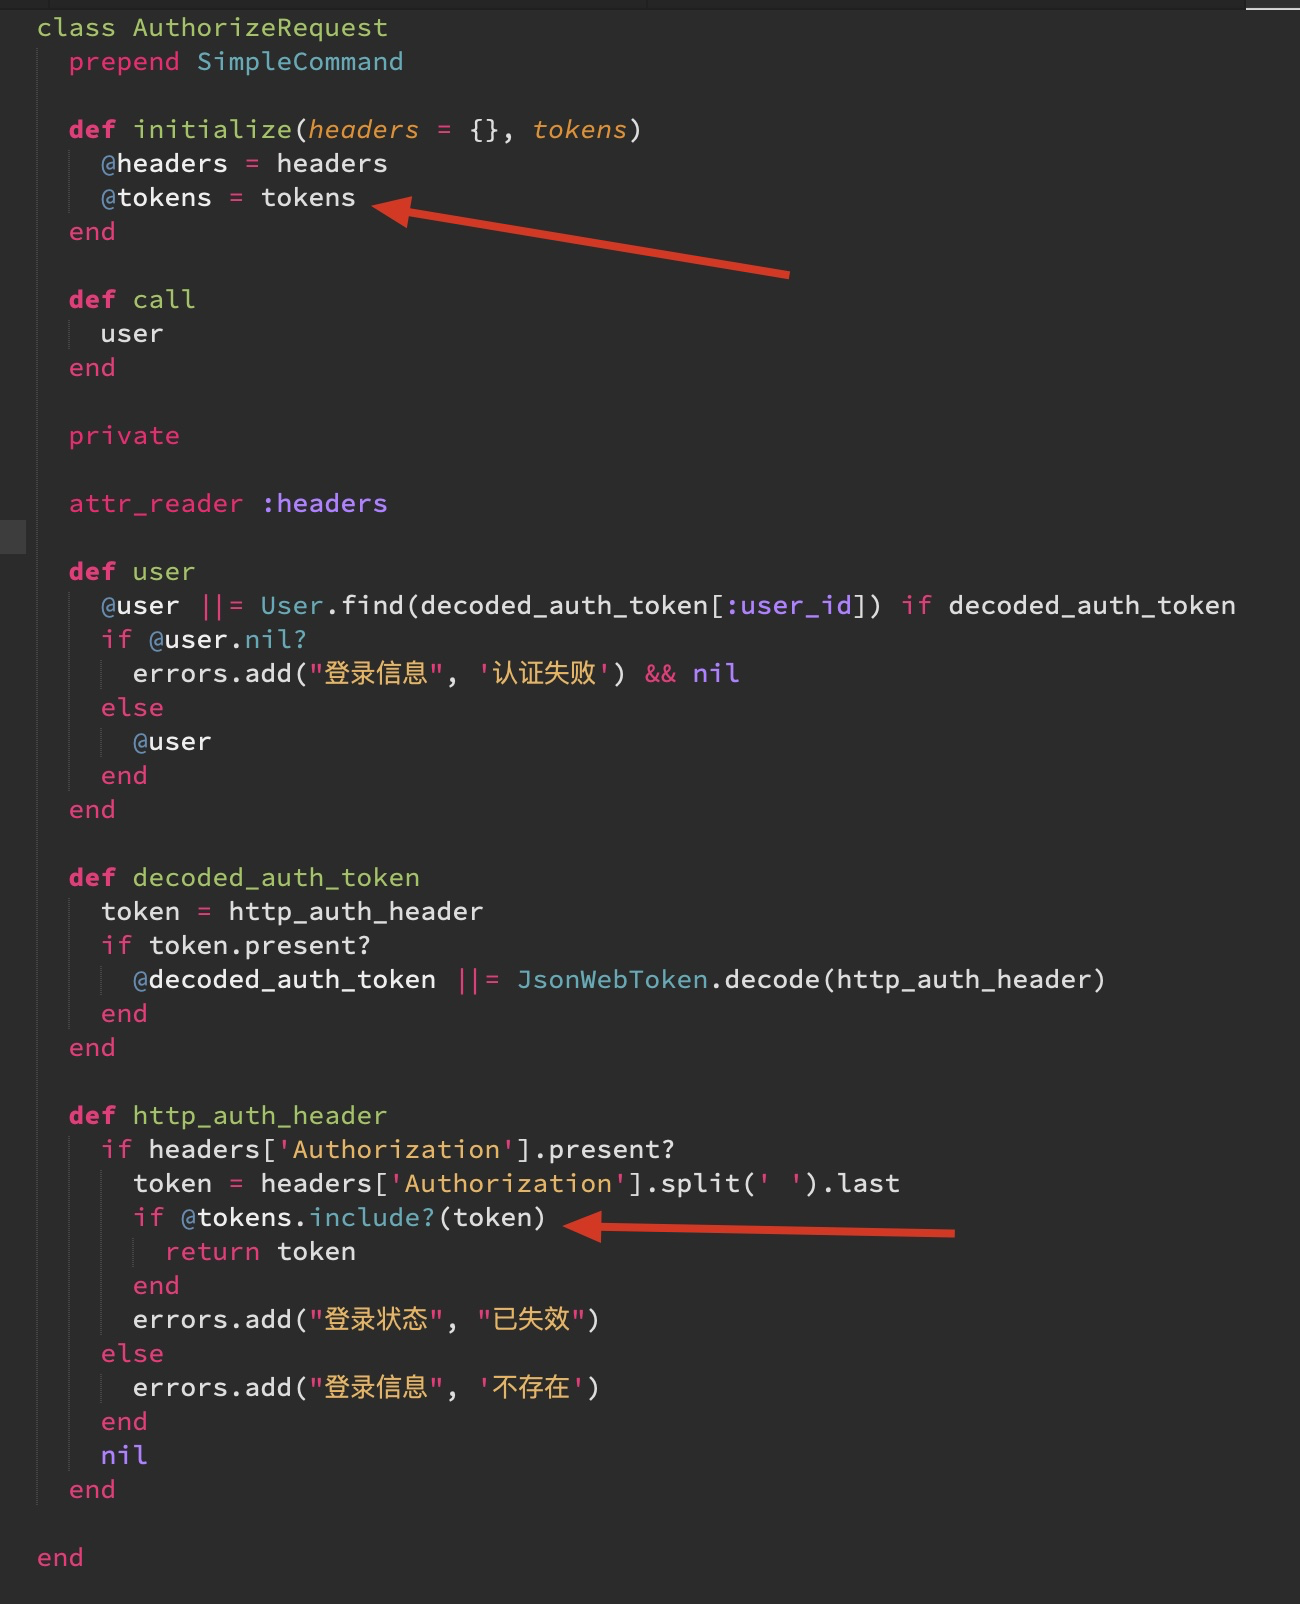 class AuthorizeRequest
  prepend SimpleCommand

  def initialize(headers = {}, tokens)
    @headers = headers
    @tokens = tokens
  end

  def call
    user
  end

  private

  attr_reader :headers

  def user
    @user ||= User.find(decoded_auth_token[:user_id]) if decoded_auth_token
    if @user.nil?
      errors.add("登录信息", '认证失败') && nil
    else
      @user
    end
  end

  def decoded_auth_token
    token = http_auth_header
    if token.present?
      @decoded_auth_token ||= JsonWebToken.decode(http_auth_header)
    end
  end

  def http_auth_header
    if headers['Authorization'].present?
      token = headers['Authorization'].split(' ').last
      if @tokens.include?(token)
        return token
      end
      errors.add("登录状态", "已失效")
    else
      errors.add("登录信息", '不存在')
    end
    nil
  end

end